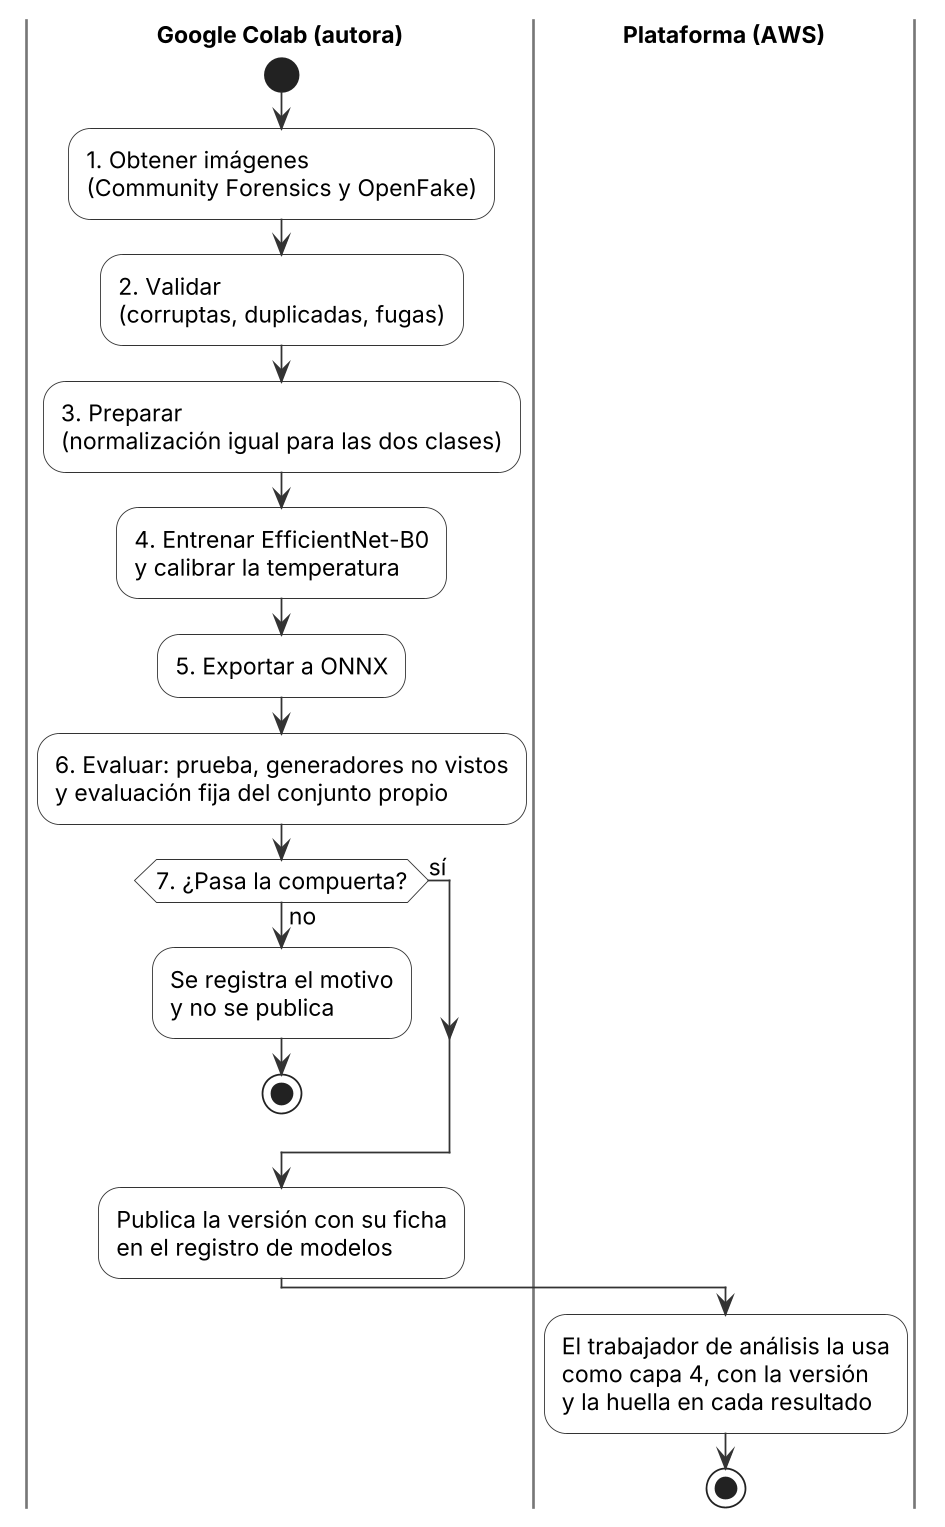 Google Colab (autora)
Plataforma (AWS)
1. Obtener imágenes
(Community Forensics y OpenFake)
2. Validar
(corruptas, duplicadas, fugas)
3. Preparar
(normalización igual para las dos clases)
4. Entrenar EfficientNet-B0
y calibrar la temperatura
5. Exportar a ONNX
6. Evaluar: prueba, generadores no vistos
y evaluación fija del conjunto propio
7. ¿Pasa la compuerta?
sí
no
Se registra el motivo
y no se publica
Publica la versión con su ficha
en el registro de modelos
El trabajador de análisis la usa
como capa 4, con la versión
y la huella en cada resultado